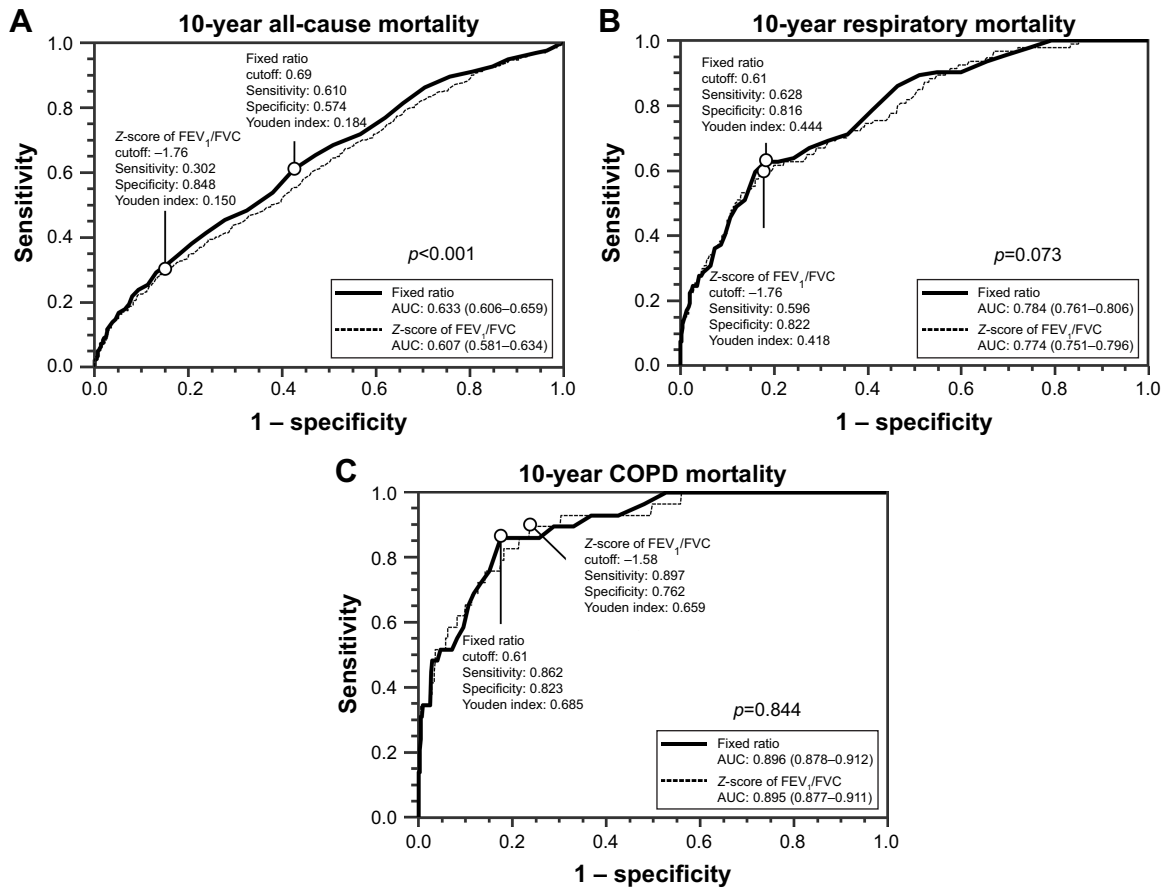 A
10-year all-cause mortality
Fixed ratio
cutoff: 0.69
Sensitivity: 0.610
Specificity: 0.574
Youden index: 0.184
Z-score of FEV1/FVC
cutoff: –1.76
Sensitivity: 0.302
Specificity: 0.848
Youden index: 0.150
p<0.001
Fixed ratio
AUC: 0.633 (0.606–0.659)
Z-score of FEV1/FVC
AUC: 0.607 (0.581–0.634)
Sensitivity
1.0
0.8
0.6
0.4
0.2
0.0
0.0 0.2 0.4 0.6 0.8 1.0
1 – specificity
B
10-year respiratory mortality
Fixed ratio
cutoff: 0.61
Sensitivity: 0.628
Specificity: 0.816
Youden index: 0.444
Z-score of FEV1/FVC
cutoff: –1.76
Sensitivity: 0.596
Specificity: 0.822
Youden index: 0.418
p=0.073
Fixed ratio
AUC: 0.784 (0.761–0.806)
Z-score of FEV1/FVC
AUC: 0.774 (0.751–0.796)
Sensitivity
1.0
0.8
0.6
0.4
0.2
0.0
0.0 0.2 0.4 0.6 0.8 1.0
1 – specificity
C
10-year COPD mortality
Z-score of FEV1/FVC
cutoff: –1.58
Sensitivity: 0.897
Specificity: 0.762
Youden index: 0.659
Fixed ratio
cutoff: 0.61
Sensitivity: 0.862
Specificity: 0.823
Youden index: 0.685
p=0.844
Fixed ratio
AUC: 0.896 (0.878–0.912)
Z-score of FEV1/FVC
AUC: 0.895 (0.877–0.911)
Sensitivity
1.0
0.8
0.6
0.4
0.2
0.0
0.0 0.2 0.4 0.6 0.8 1.0
1 – specificity